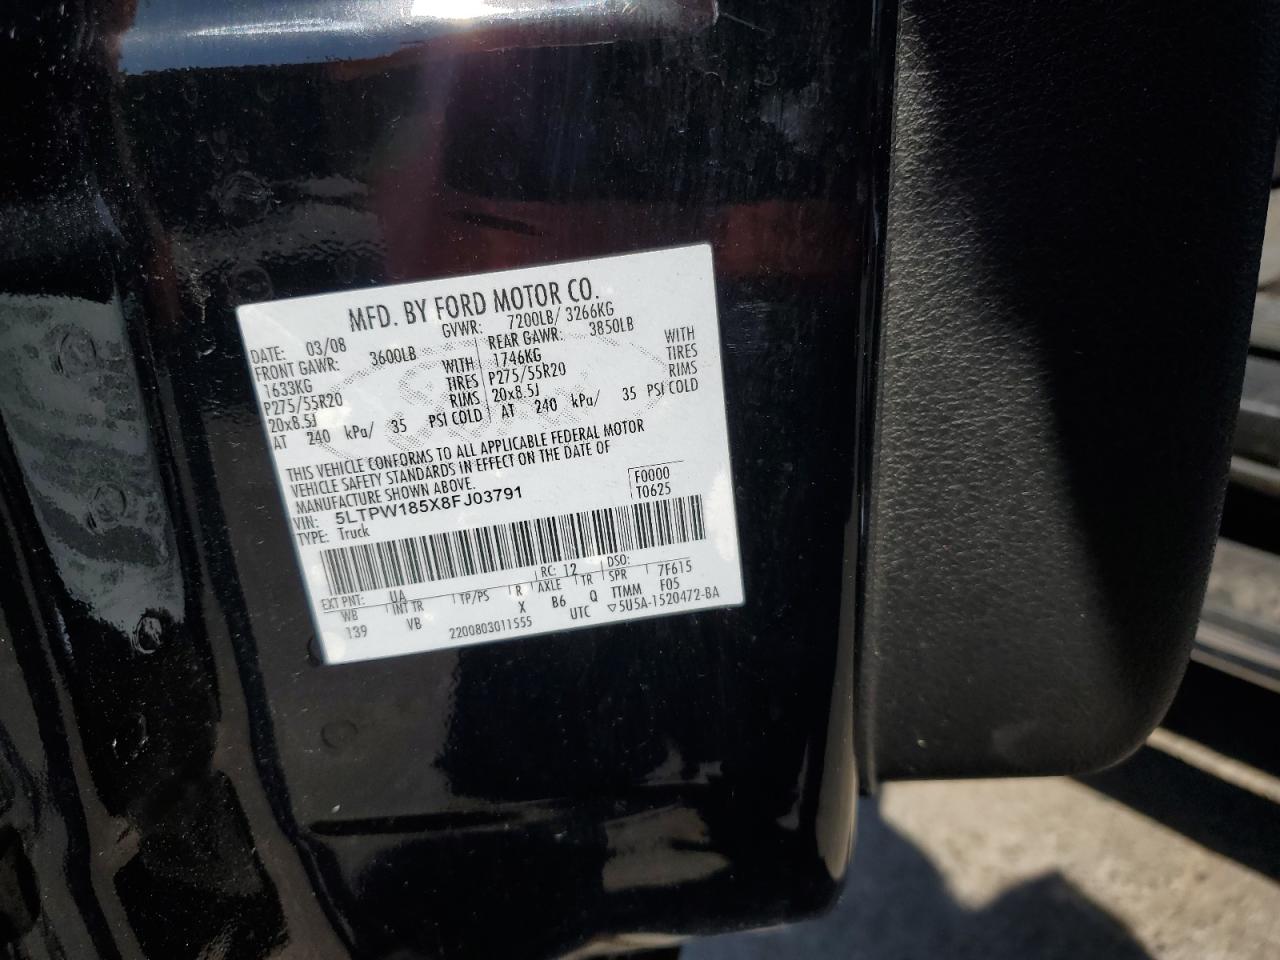 MFD. BY FORD MOTOR CO.
DATE: 03/08 GVWR: 7200LB/ 3266KG
FRONT GAWR: 3600LB REAR GAWR: 3850LB
1633KG WITH 1746KG WITH
P275/55R20 TIRES P275/55R20 TIRES
20x8.5J RIMS 20x8.5J RIMS
AT 240 kPa/ 35 PSI COLD AT 240 kPa/ 35 PSI COLD
THIS VEHICLE CONFORMS TO ALL APPLICABLE FEDERAL MOTOR
VEHICLE SAFETY STANDARDS IN EFFECT ON THE DATE OF
MANUFACTURE SHOWN ABOVE.
VIN: 5LTPW185X8FJ03791 F0000
TYPE: Truck T0625
EXT PNT: UA RC: 12 DSO:
WB INT TR TP/PS R AXLE TR SPR 7F615
139 VB X B6 Q TTMM F05
2200803011555 UTC ▽5U5A-1520472-BA